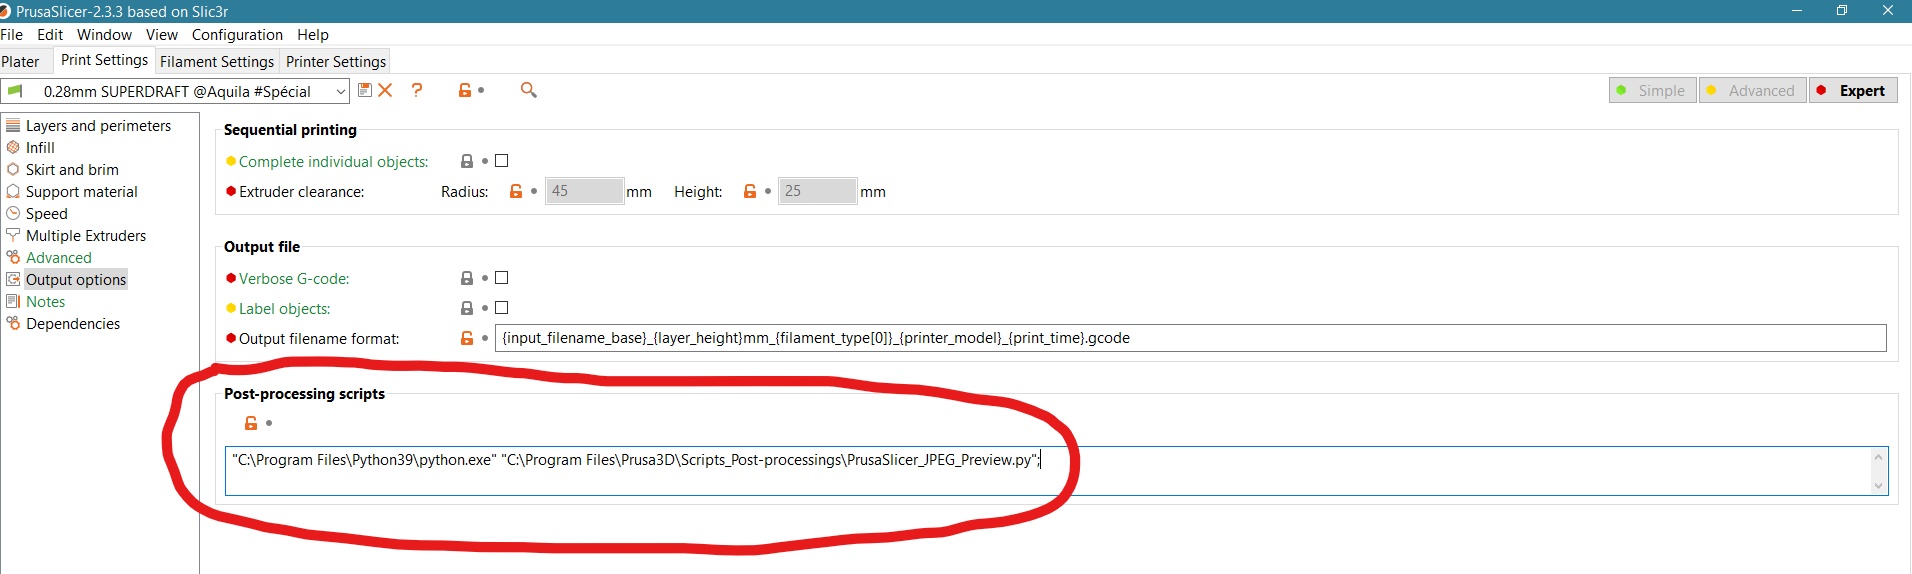 PrusaSlicer-2.3.3 based on Slic3r
File Edit Window View Configuration Help
Plater Print Settings Filament Settings Printer Settings
0.28mm SUPERDRAFT @Aquila #Spécial ? Simple Advanced Expert
Layers and perimeters
Infill
Skirt and brim
Support material
Speed
Multiple Extruders
Advanced
Output options
Notes
Dependencies
Sequential printing
Complete individual objects:
Extruder clearance: Radius: 45 mm Height: 25 mm
Output file
Verbose G-code:
Label objects:
Output filename format: {input_filename_base}_{layer_height}mm_{filament_type[0]}_{printer_model}_{print_time}.gcode
Post-processing scripts
"C:\Program Files\Python39\python.exe" "C:\Program Files\Prusa3D\Scripts_Post-processings\PrusaSlicer_JPEG_Preview.py";